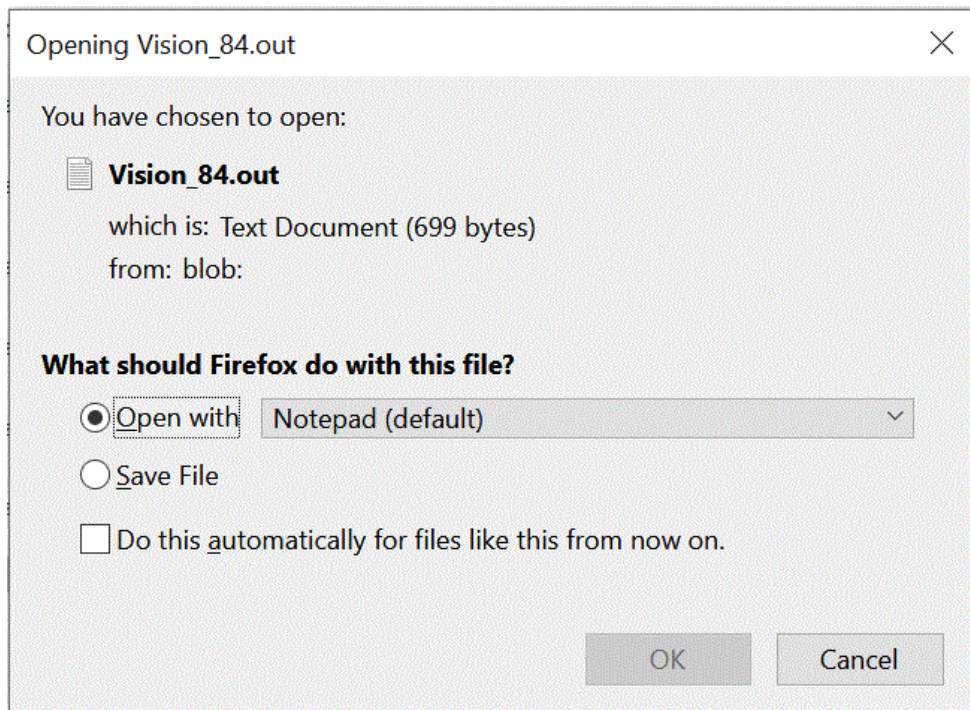 Opening Vision_84.out
You have chosen to open:
Vision_84.out
which is: Text Document (699 bytes)
from: blob:
What should Firefox do with this file?
Open with Notepad (default)
Save File
Do this automatically for files like this from now on.
OK Cancel